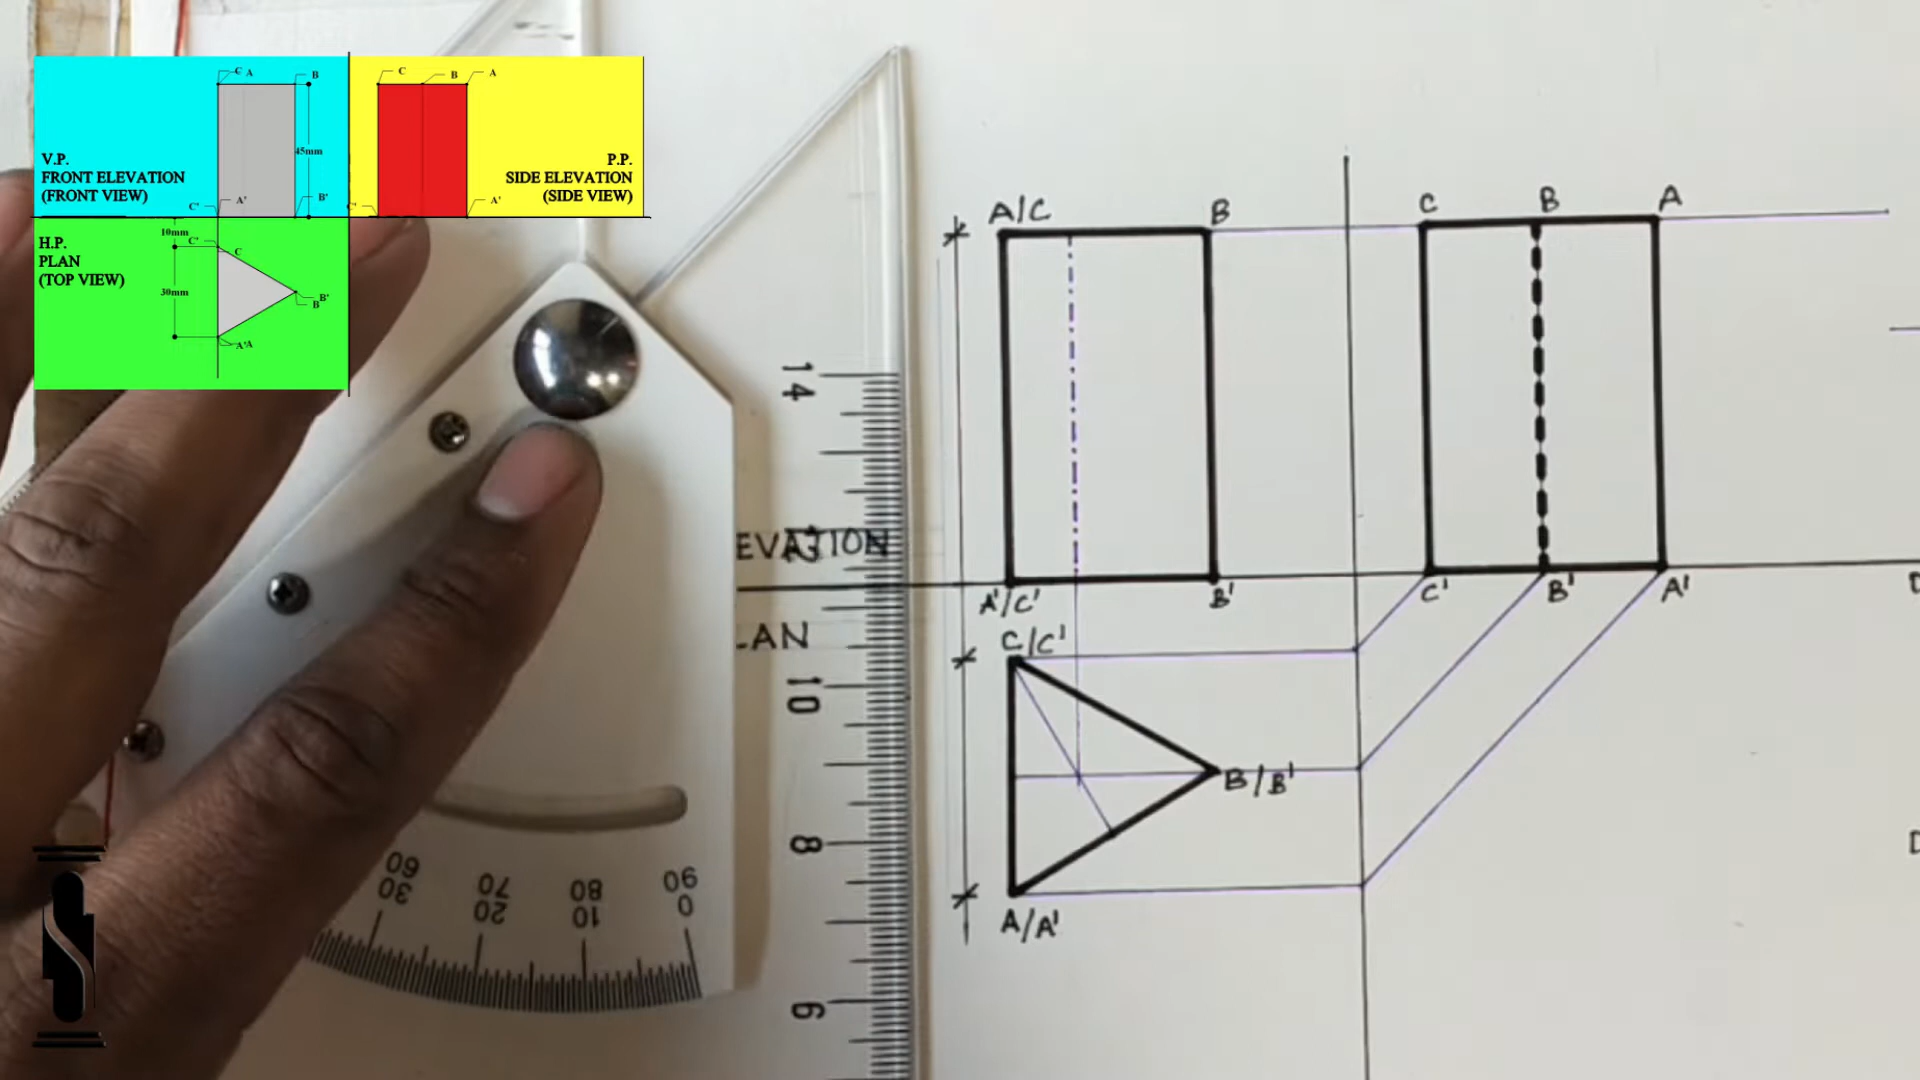 C A
B
C
B
A
V.P.
FRONT ELEVATION
(FRONT VIEW)
45mm
P.P.
SIDE ELEVATION
(SIDE VIEW)
C'
A'
B'
C'
A'
10mm
H.P.
PLAN
(TOP VIEW)
C'
C
30mm
B'
B
A'A
A/C
B
C
B
A
14
EVATION
12
A'/C'
B'
C'
B'
A'
LAN
C/C'
10
B/B'
8
A/A'
60 70 80 90
30 20 10 0
6